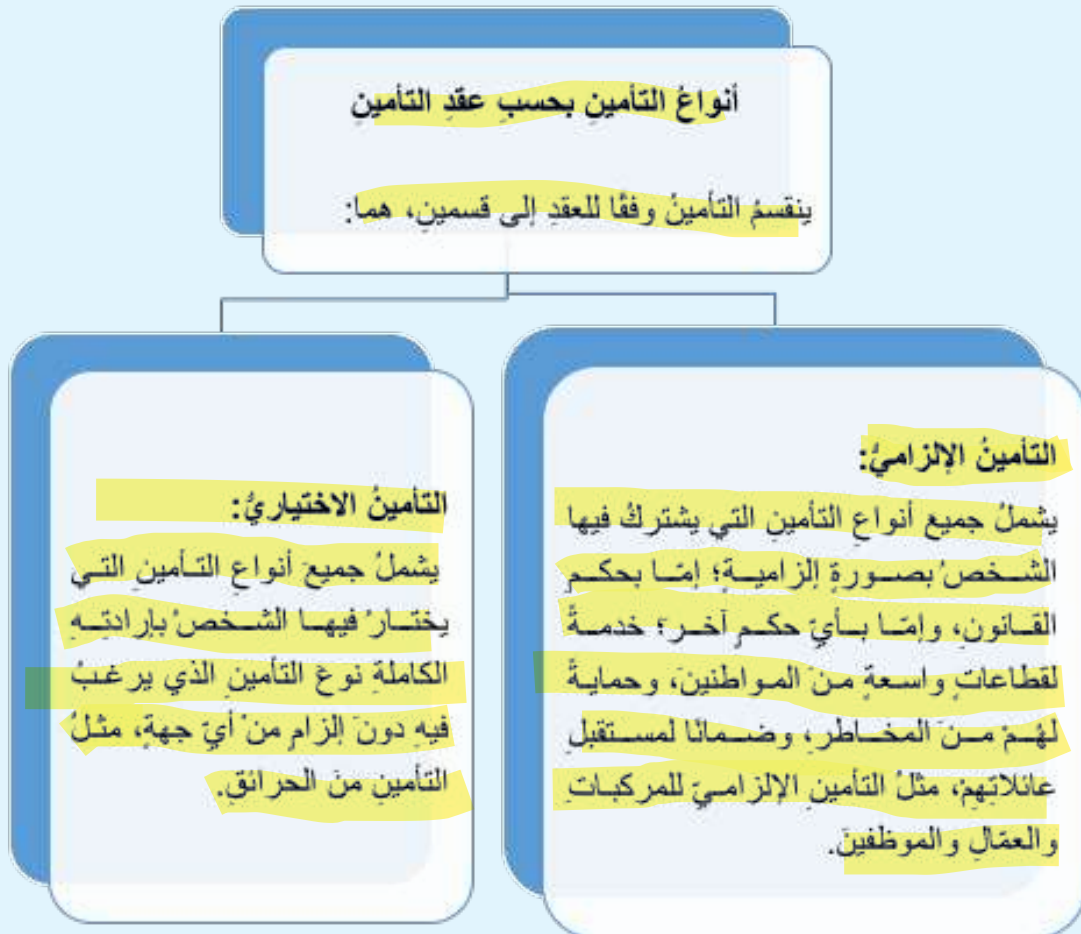 أنواعُ التأمينِ بحسبِ عقدِ التأمينِ
ينقسمُ التأمينُ وفقًا للعقدِ إلى قسمينِ، هما:
التأمينُ الإلزاميُّ:
يشملُ جميع أنواعِ التأمينِ التي يشتركُ فيها
الشخصُ بصورةٍ إلزاميةٍ؛ إمّا بحكمِ
القانونِ، وإمّا بأيِّ حكمٍ آخر؛ خدمةً
لقطاعاتٍ واسعةٍ منَ المواطنينَ، وحمايةً
لهُمْ منَ المخاطرِ، وضمانًا لمستقبلِ
عائلاتِهِمْ، مثلُ التأمينِ الإلزاميِّ للمركباتِ
والعمّالِ والموظفينَ.
التأمينُ الاختياريُّ:
يشملُ جميعَ أنواعِ التأمينِ التي
يختارُ فيها الشخصُ بإرادتِهِ
الكاملةِ نوعَ التأمينِ الذي يرغبُ
فيهِ دونَ إلزامٍ منْ أيِّ جهةٍ، مثلُ
التأمينِ منَ الحرائقِ.